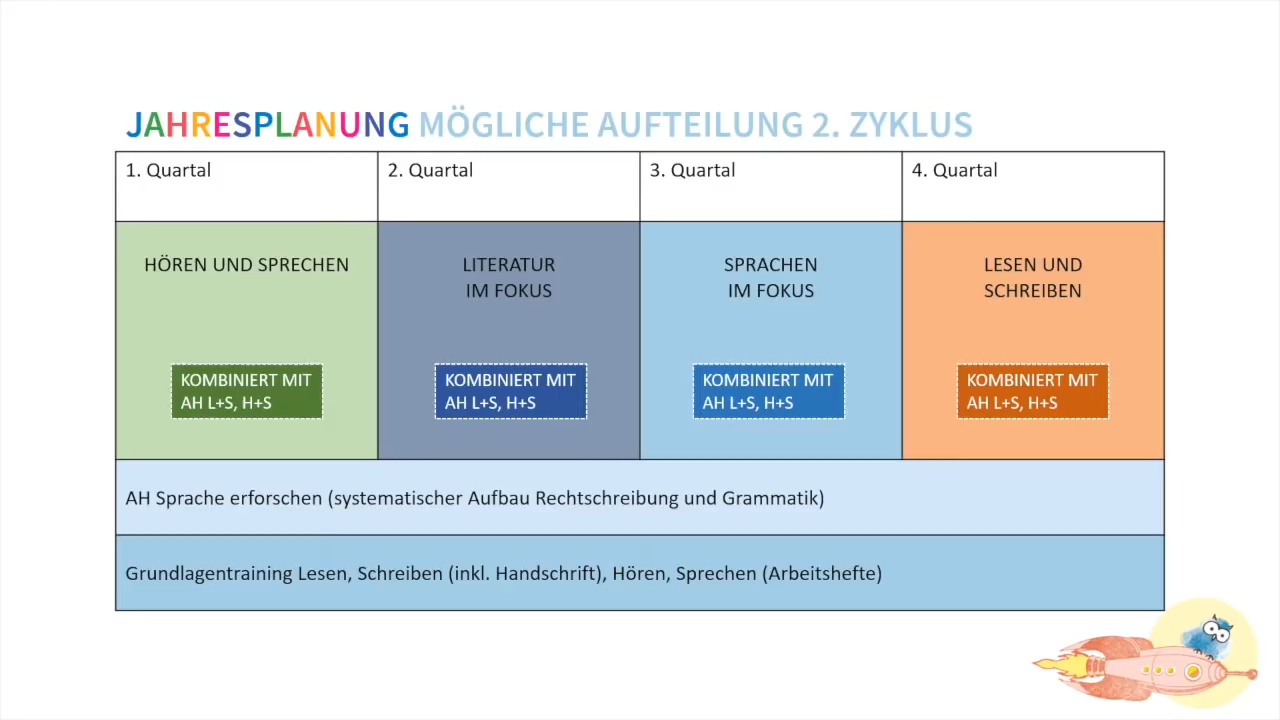 JAHRESPLANUNG MÖGLICHE AUFTEILUNG 2. ZYKLUS
1. Quartal
2. Quartal
3. Quartal
4. Quartal
HÖREN UND SPRECHEN
LITERATUR
IM FOKUS
SPRACHEN
IM FOKUS
LESEN UND
SCHREIBEN
KOMBINIERT MIT
AH L+S, H+S
KOMBINIERT MIT
AH L+S, H+S
KOMBINIERT MIT
AH L+S, H+S
KOMBINIERT MIT
AH L+S, H+S
AH Sprache erforschen (systematischer Aufbau Rechtschreibung und Grammatik)
Grundlagentraining Lesen, Schreiben (inkl. Handschrift), Hören, Sprechen (Arbeitshefte)